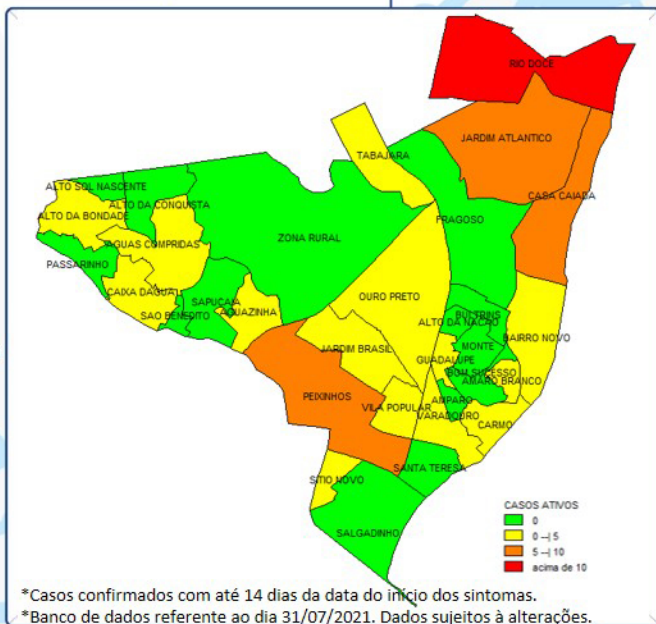 RIO DOCE
JARDIM ATLANTICO
TABAJARA
CASA CAIADA
ALTO SOL NASCENTE
ALTO DA CONQUISTA
ALTO DA BONDADE
FRAGOSO
ZONA RURAL
AGUAS COMPRIDAS
PASSARINHO
CAIXA DAGUA
OURO PRETO
SAPUCAIA
AGUAZINHA
SAO BENEDITO
BULTRINS
ALTO DA NACAO
BAIRRO NOVO
MONTE
JARDIM BRASIL
GUADALUPE
BOM SUCESSO
AMARO BRANCO
PEIXINHOS
AMPARO
VILA POPULAR
VARADOURO
CARMO
SANTA TERESA
SITIO NOVO
SALGADINHO
CASOS ATIVOS
0
0 --| 5
5 --| 10
acima de 10
*Casos confirmados com até 14 dias da data do início dos sintomas.
*Banco de dados referente ao dia 31/07/2021. Dados sujeitos à alterações.